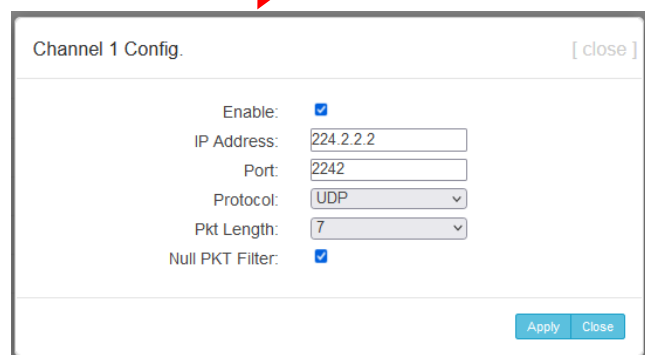 Channel 1 Config. [ close ]
Enable:
IP Address: 224.2.2.2
Port: 2242
Protocol: UDP
Pkt Length: 7
Null PKT Filter:
Apply Close